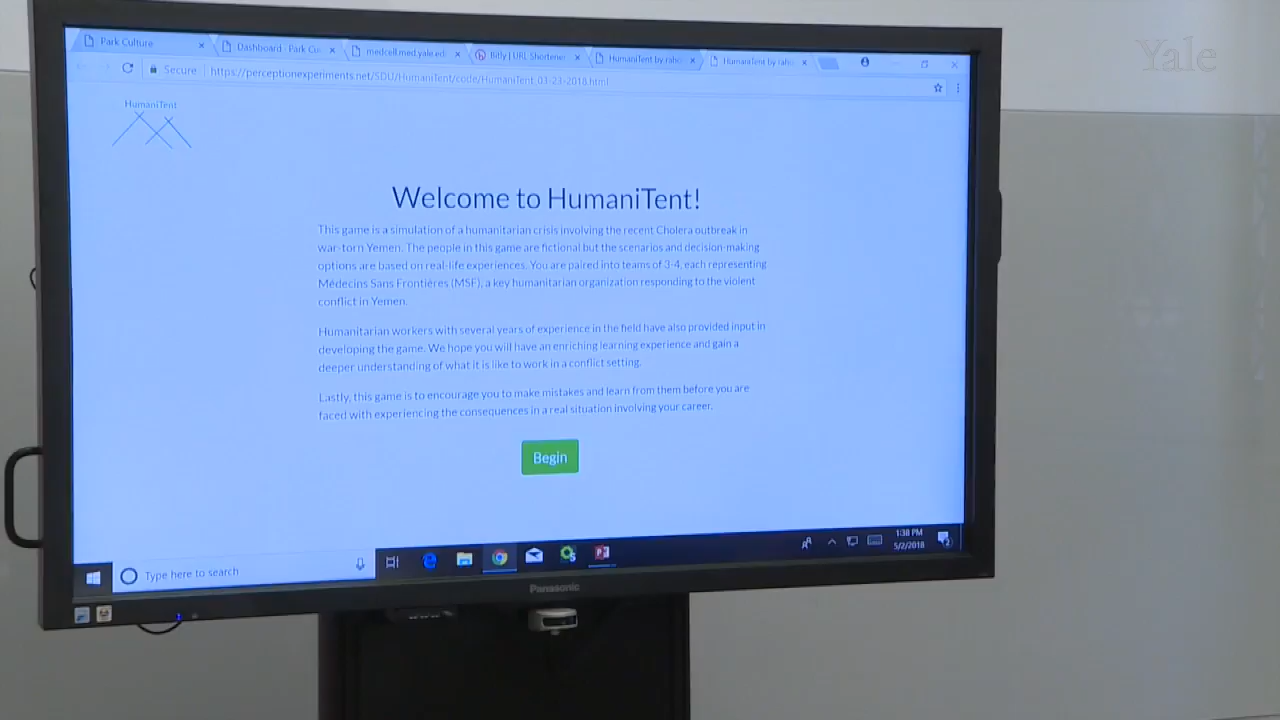 Yale
Park Culture
Dashboard - Park Cu
medcell.med.yale.ed
Bitly | URL Shortene
HumaniTent by raho
HumaniTent by raho
Secure
https://perceptionexperiments.net/SDU/HumaniTent/code/HumaniTent_03-23-2018.html
HumaniTent
Welcome to HumaniTent!
This game is a simulation of a humanitarian crisis involving the recent Cholera outbreak in
war-torn Yemen. The people in this game are fictional but the scenarios and decision-making
options are based on real-life experiences. You are paired into teams of 3-4, each representing
Médecins Sans Frontières (MSF), a key humanitarian organization responding to the violent
conflict in Yemen.
Humanitarian workers with several years of experience in the field have also provided input in
developing the game. We hope you will have an enriching learning experience and gain a
deeper understanding of what it is like to work in a conflict setting.
Lastly, this game is to encourage you to make mistakes and learn from them before you are
faced with experiencing the consequences in a real situation involving your career.
Begin
Type here to search
1:38 PM
5/2/2018
Panasonic